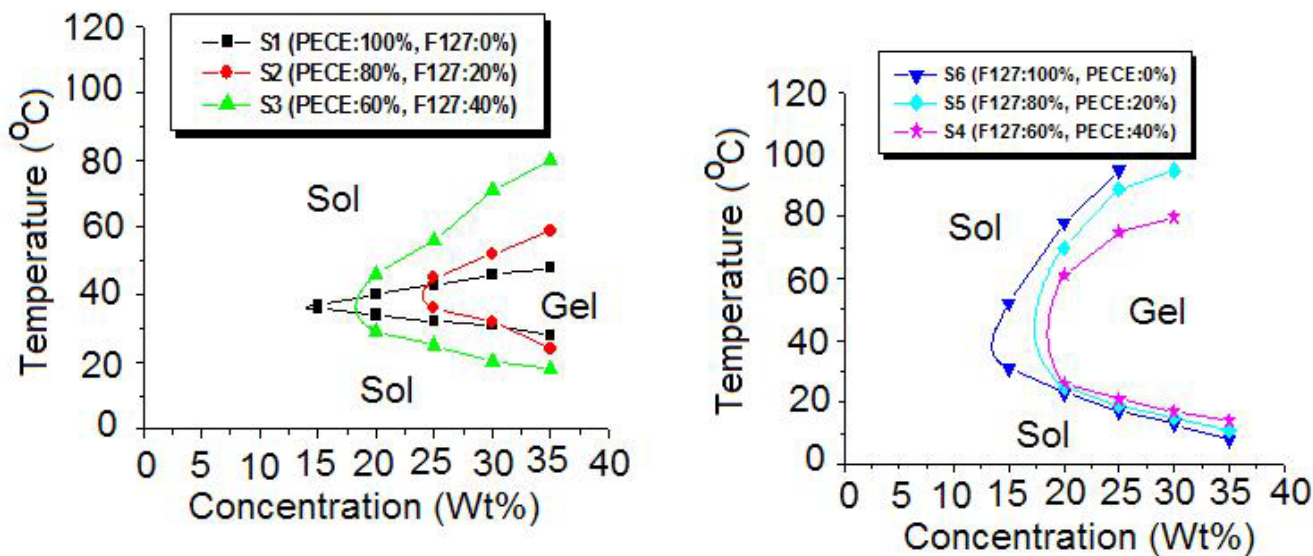 S1 (PECE:100%, F127:0%)
S2 (PECE:80%, F127:20%)
S3 (PECE:60%, F127:40%)
Temperature (°C)
120
100
80
60
40
20
0
Sol
Gel
Sol
0 5 10 15 20 25 30 35 40
Concentration (Wt%)
S6 (F127:100%, PECE:0%)
S5 (F127:80%, PECE:20%)
S4 (F127:60%, PECE:40%)
Temperature (°C)
120
100
80
60
40
20
0
Sol
Gel
Sol
0 5 10 15 20 25 30 35 40
Concentration (Wt%)